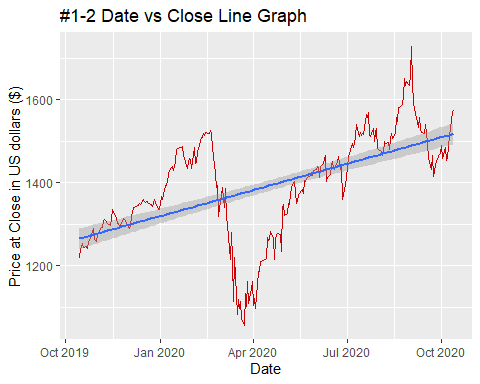 #1-2 Date vs Close Line Graph
Price at Close in US dollars ($)
1600
1400
1200
Oct 2019 Jan 2020 Apr 2020 Jul 2020 Oct 2020
Date